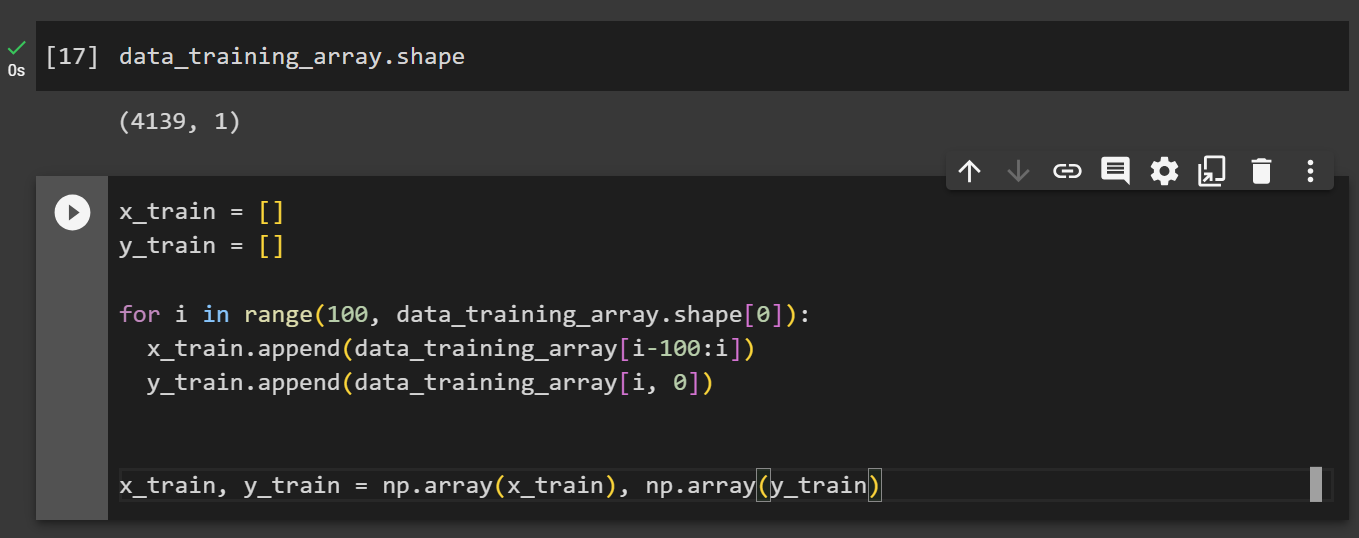 [17] data_training_array.shape
0s
(4139, 1)
x_train = []
y_train = []
for i in range(100, data_training_array.shape[0]):
  x_train.append(data_training_array[i-100:i])
  y_train.append(data_training_array[i, 0])
x_train, y_train = np.array(x_train), np.array(y_train)